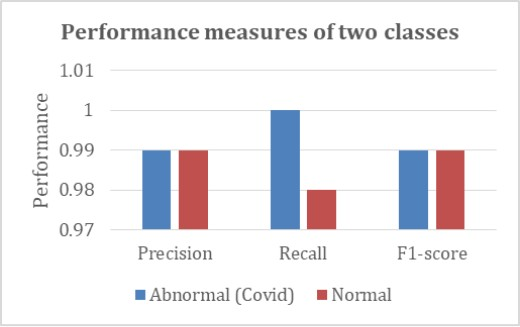 Performance measures of two classes
1.01
1
0.99
0.98
0.97
Performance
Precision Recall F1-score
Abnormal (Covid) Normal